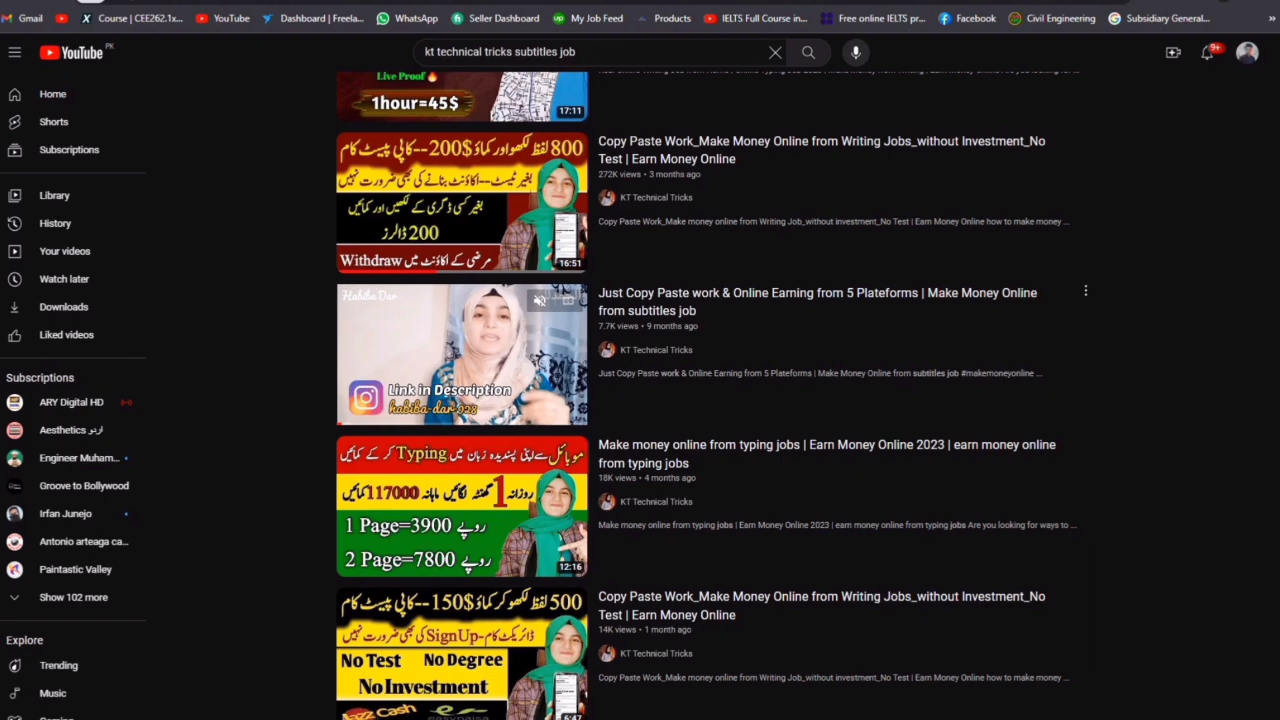 Gmail
Course | CEE262.1x...
YouTube
Dashboard | Freela...
WhatsApp
Seller Dashboard
My Job Feed
Products
IELTS Full Course in...
Free online IELTS pr...
Facebook
Civil Engineering
Subsidiary General...
»
YouTube PK
kt technical tricks subtitles job
9+
Home
Shorts
Subscriptions
Library
History
Your videos
Watch later
Downloads
Liked videos
Subscriptions
ARY Digital HD
Aesthetics اردو
Engineer Muham...
Groove to Bollywood
Irfan Junejo
Antonio arteaga ca...
Paintastic Valley
Show 102 more
Explore
Trending
Music
Live Proof
1hour=45$
17:11
800 لفظ لکھو اور کماؤ 200$--کاپی پیسٹ کام
بغیر ٹیسٹ--اکاؤنٹ بنانے کی بھی ضرورت نہیں
بغیر کسی ڈگری کے لکھیں اور کمائیں
200 ڈالرز
مرضی کے اکاؤنٹ میں Withdraw
16:51
Copy Paste Work_Make Money Online from Writing Jobs_without Investment_No
Test | Earn Money Online
272K views • 3 months ago
KT Technical Tricks
Copy Paste Work_Make money online from Writing Job_without investment_No Test | Earn Money Online how to make money ...
Habiba Dar
Link in Description
habiba-dar928
Just Copy Paste work & Online Earning from 5 Plateforms | Make Money Online
from subtitles job
7.7K views • 9 months ago
KT Technical Tricks
Just Copy Paste work & Online Earning from 5 Plateforms | Make Money Online from subtitles job #makemoneyonline ...
موبائل سے اپنی پسندیدہ زبان میں Typing کر کے کمائیں
روزانہ 1 گھنٹہ لگائیں ماہانہ 117000 کمائیں
1 Page=3900 روپے
2 Page=7800 روپے
12:16
Make money online from typing jobs | Earn Money Online 2023 | earn money online
from typing jobs
18K views • 4 months ago
KT Technical Tricks
Make money online from typing jobs | Earn Money Online 2023 | earn money online from typing jobs Are you looking for ways to ...
500 لفظ لکھو کر کماؤ 150$--کاپی پیسٹ کام
ڈائریکٹ کام-SignUp کی بھی ضرورت نہیں
No Test No Degree
No Investment
6:47
Copy Paste Work_Make Money Online from Writing Jobs_without Investment_No
Test | Earn Money Online
14K views • 1 month ago
KT Technical Tricks
Copy Paste Work_Make Money Online from Writing Jobs_without Investment_No Test | Earn Money Online ...